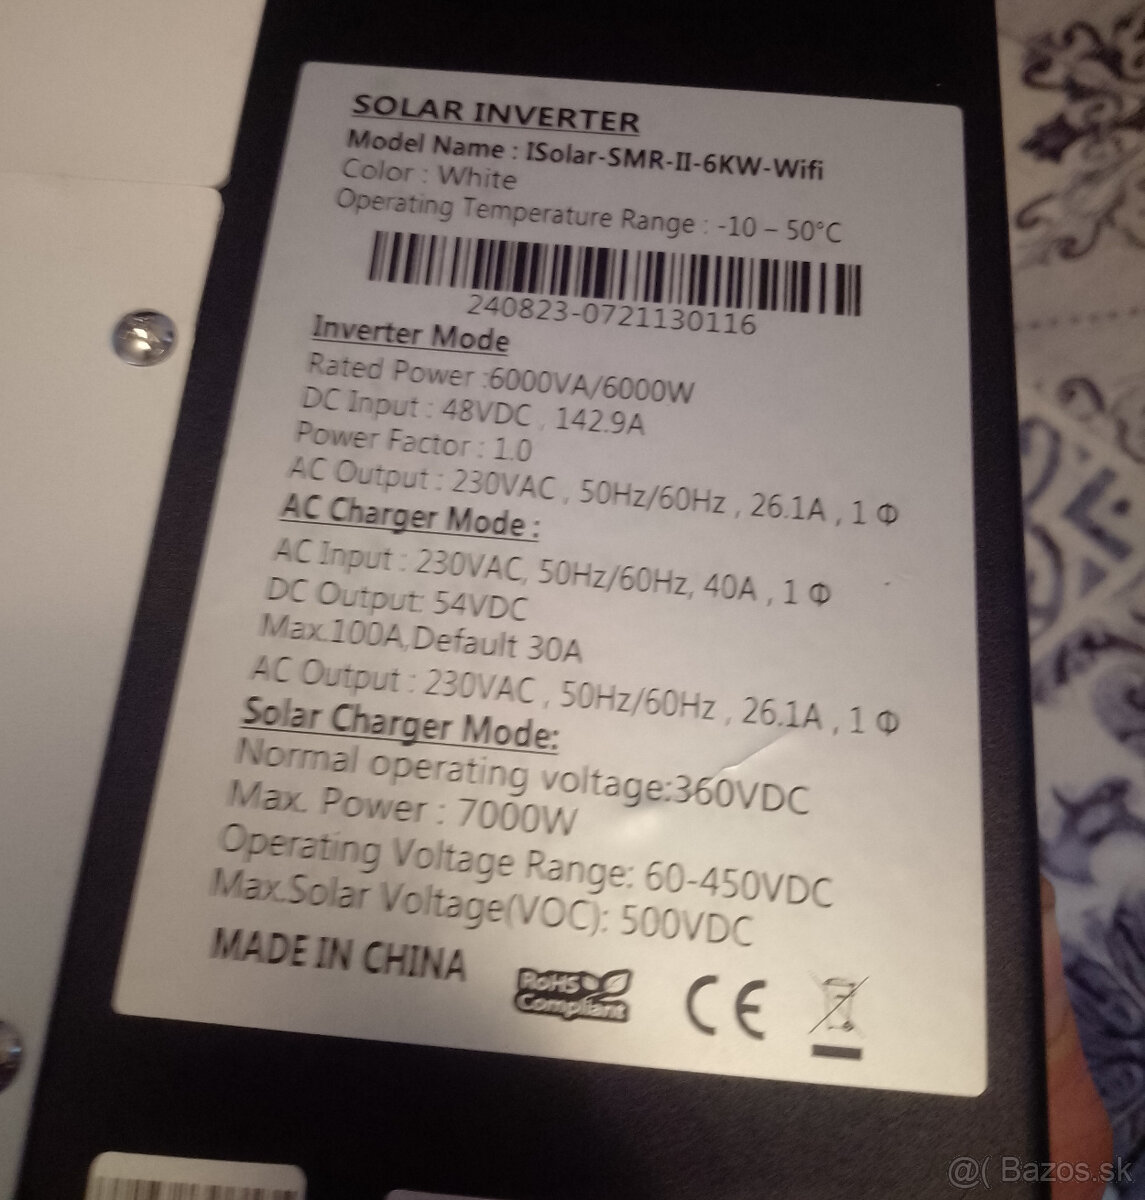 SOLAR INVERTER
Model Name : ISolar-SMR-II-6KW-Wifi
Color : White
Operating Temperature Range : -10 – 50°C
240823-0721130116
Inverter Mode
Rated Power :6000VA/6000W
DC Input : 48VDC , 142.9A
Power Factor : 1.0
AC Output : 230VAC , 50Hz/60Hz , 26.1A , 1 Φ
AC Charger Mode :
AC Input : 230VAC, 50Hz/60Hz, 40A , 1 Φ
DC Output: 54VDC
Max.100A,Default 30A
AC Output : 230VAC , 50Hz/60Hz , 26.1A , 1 Φ
Solar Charger Mode:
Normal operating voltage:360VDC
Max. Power : 7000W
Operating Voltage Range: 60-450VDC
Max.Solar Voltage(VOC): 500VDC
MADE IN CHINA
RoHS
Compliant
CE
@( Bazos.sk